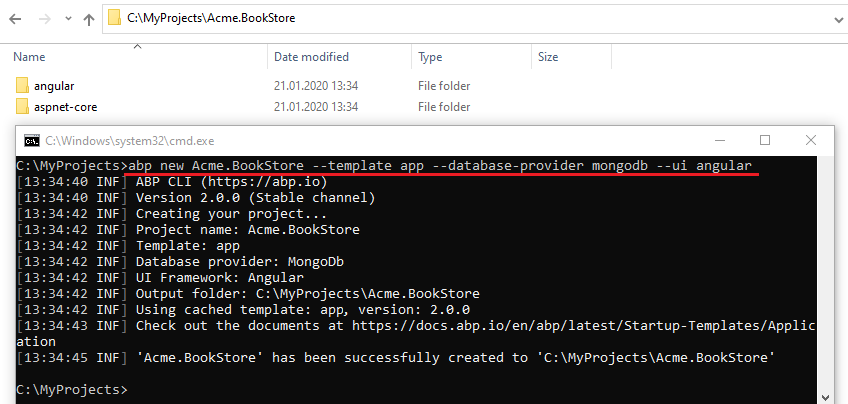 C:\MyProjects\Acme.BookStore
Name Date modified Type Size
angular 21.01.2020 13:34 File folder
aspnet-core 21.01.2020 13:34 File folder
C:\Windows\system32\cmd.exe
C:\MyProjects>abp new Acme.BookStore --template app --database-provider mongodb --ui angular
[13:34:40 INF] ABP CLI (https://abp.io)
[13:34:40 INF] Version 2.0.0 (Stable channel)
[13:34:42 INF] Creating your project...
[13:34:42 INF] Project name: Acme.BookStore
[13:34:42 INF] Template: app
[13:34:42 INF] Database provider: MongoDb
[13:34:42 INF] UI Framework: Angular
[13:34:42 INF] Output folder: C:\MyProjects\Acme.BookStore
[13:34:42 INF] Using cached template: app, version: 2.0.0
[13:34:43 INF] Check out the documents at https://docs.abp.io/en/abp/latest/Startup-Templates/Applic
ation
[13:34:45 INF] 'Acme.BookStore' has been successfully created to 'C:\MyProjects\Acme.BookStore'
C:\MyProjects>